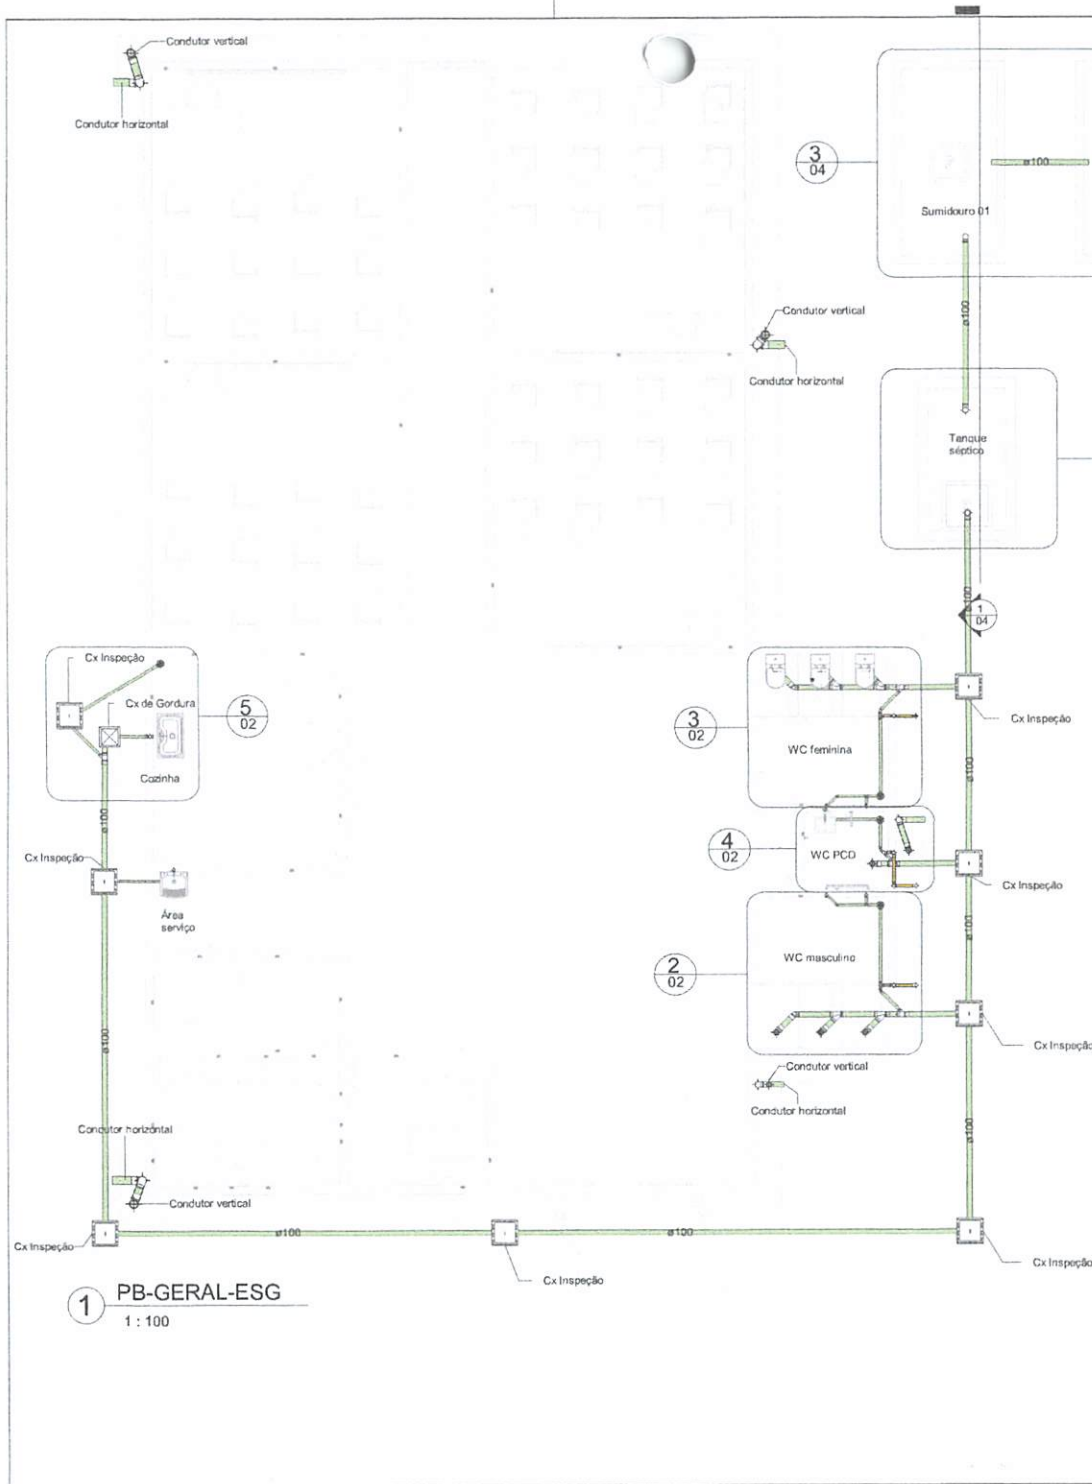 Condutor vertical
Condutor horizontal
3
04
ø100
Sumidouro 01
ø100
Condutor vertical
Condutor horizontal
Tanque
séptico
ø100
1
04
Cx Inspeção
Cx de Gordura
Cozinha
5
02
3
02
WC feminina
Cx Inspeção
ø100
ø100
4
02
WC PCD
Cx Inspeção
Cx Inspeção
Área
serviço
ø100
2
02
WC masculino
Cx Inspeção
ø100
Condutor vertical
Condutor horizontal
ø100
Condutor horizontal
Condutor vertical
Cx Inspeção
ø100
ø100
Cx Inspeção
Cx Inspeção
1
PB-GERAL-ESG
1 : 100